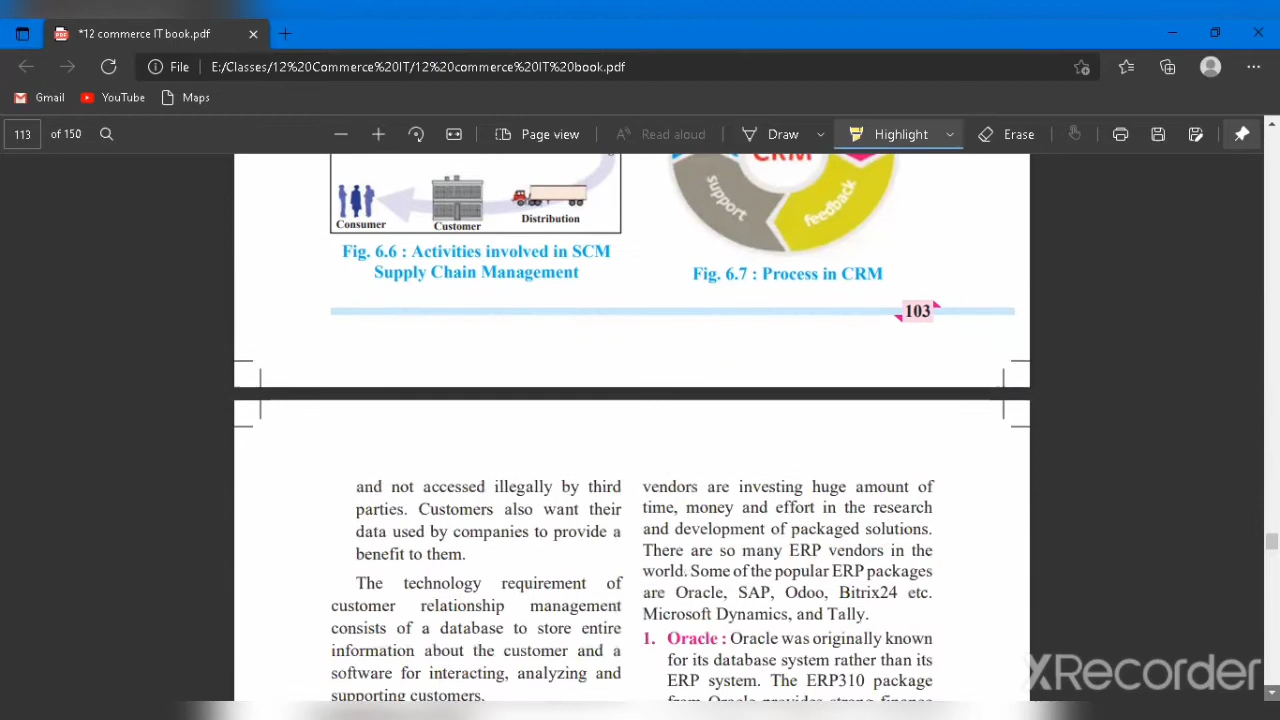 *12 commerce IT book.pdf
File
E:/Classes/12%20Commerce%20IT/12%20commerce%20IT%20book.pdf
Gmail
YouTube
Maps
113 of 150
Page view
Read aloud
Draw
Highlight
Erase
Consumer
Customer
Distribution
Fig. 6.6 : Activities involved in SCM
Supply Chain Management
CRM
support
feedback
Fig. 6.7 : Process in CRM
103
and not accessed illegally by third
parties. Customers also want their
data used by companies to provide a
benefit to them.
The technology requirement of
customer relationship management
consists of a database to store entire
information about the customer and a
software for interacting, analyzing and
supporting customers.
vendors are investing huge amount of
time, money and effort in the research
and development of packaged solutions.
There are so many ERP vendors in the
world. Some of the popular ERP packages
are Oracle, SAP, Odoo, Bitrix24 etc.
Microsoft Dynamics, and Tally.
1. Oracle : Oracle was originally known
for its database system rather than its
ERP system. The ERP310 package
from Oracle provides strong finance
XRecorder